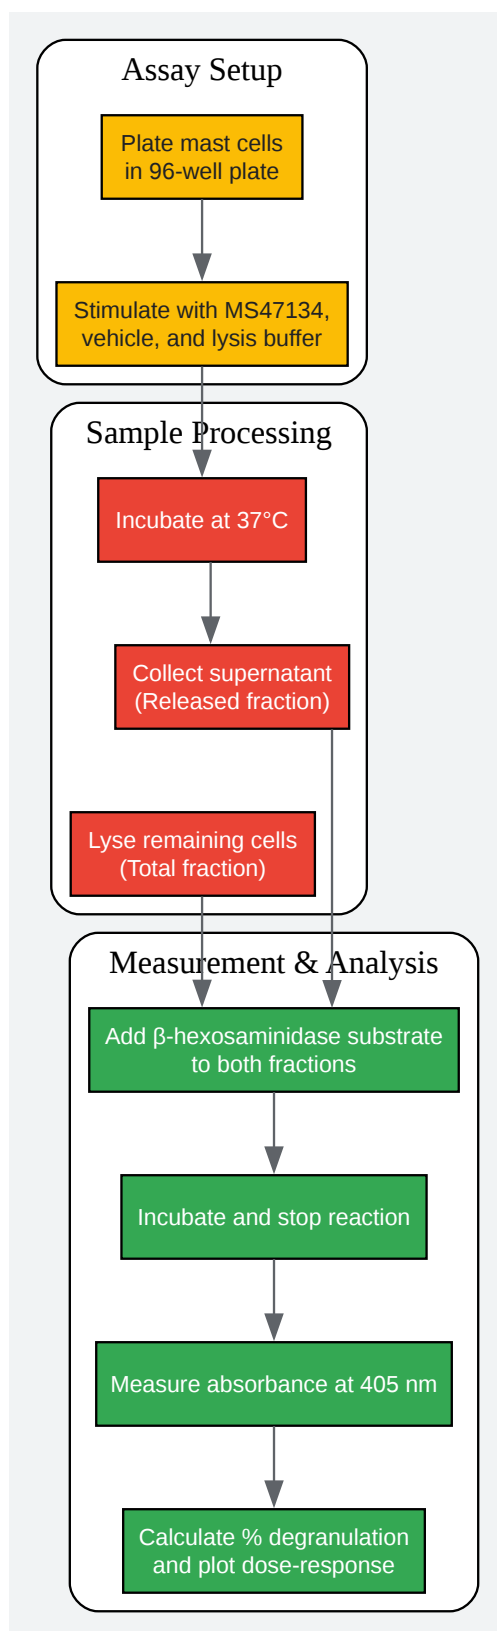 Assay Setup
Plate mast cells
in 96-well plate
Stimulate with MS47134,
vehicle, and lysis buffer
Sample Processing
Incubate at 37°C
Collect supernatant
(Released fraction)
Lyse remaining cells
(Total fraction)
Measurement & Analysis
Add β-hexosaminidase substrate
to both fractions
Incubate and stop reaction
Measure absorbance at 405 nm
Calculate % degranulation
and plot dose-response